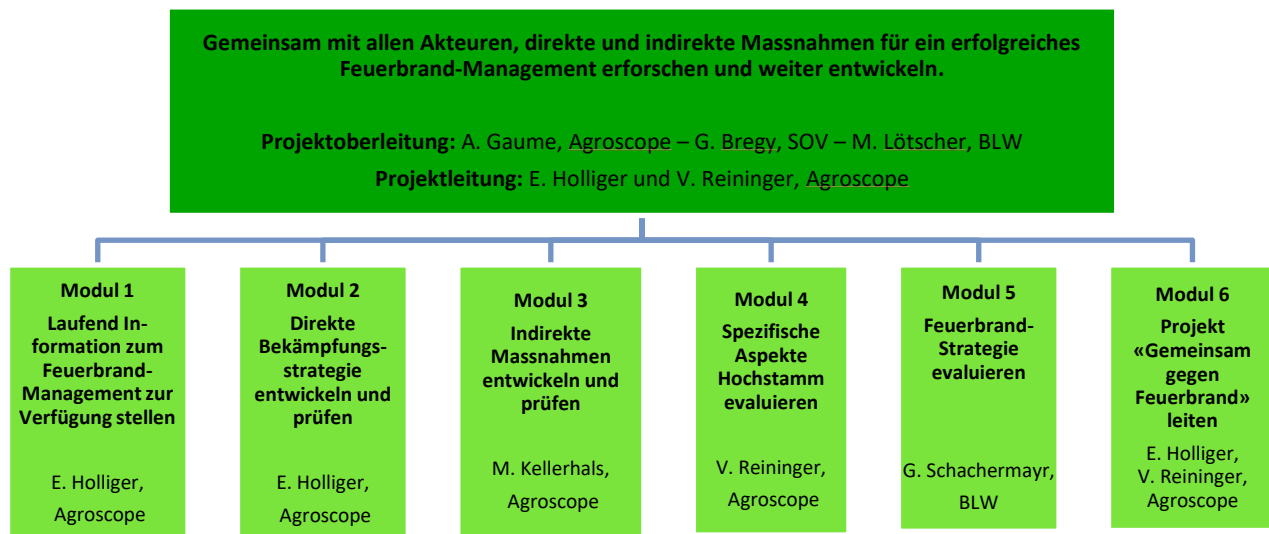 Gemeinsam mit allen Akteuren, direkte und indirekte Massnahmen für ein erfolgreiches
Feuerbrand-Management erforschen und weiter entwickeln.
Projektoberleitung: A. Gaume, Agroscope – G. Bregy, SOV – M. Lötscher, BLW
Projektleitung: E. Holliger und V. Reininger, Agroscope
Modul 1
Laufend In-
formation zum
Feuerbrand-
Management zur
Verfügung stellen
E. Holliger,
Agroscope
Modul 2
Direkte
Bekämpfungs-
strategie
entwickeln und
prüfen
E. Holliger,
Agroscope
Modul 3
Indirekte
Massnahmen
entwickeln und
prüfen
M. Kellerhals,
Agroscope
Modul 4
Spezifische
Aspekte
Hochstamm
evaluieren
V. Reininger,
Agroscope
Modul 5
Feuerbrand-
Strategie
evaluieren
G. Schachermayr,
BLW
Modul 6
Projekt
«Gemeinsam
gegen
Feuerbrand»
leiten
E. Holliger,
V. Reininger,
Agroscope